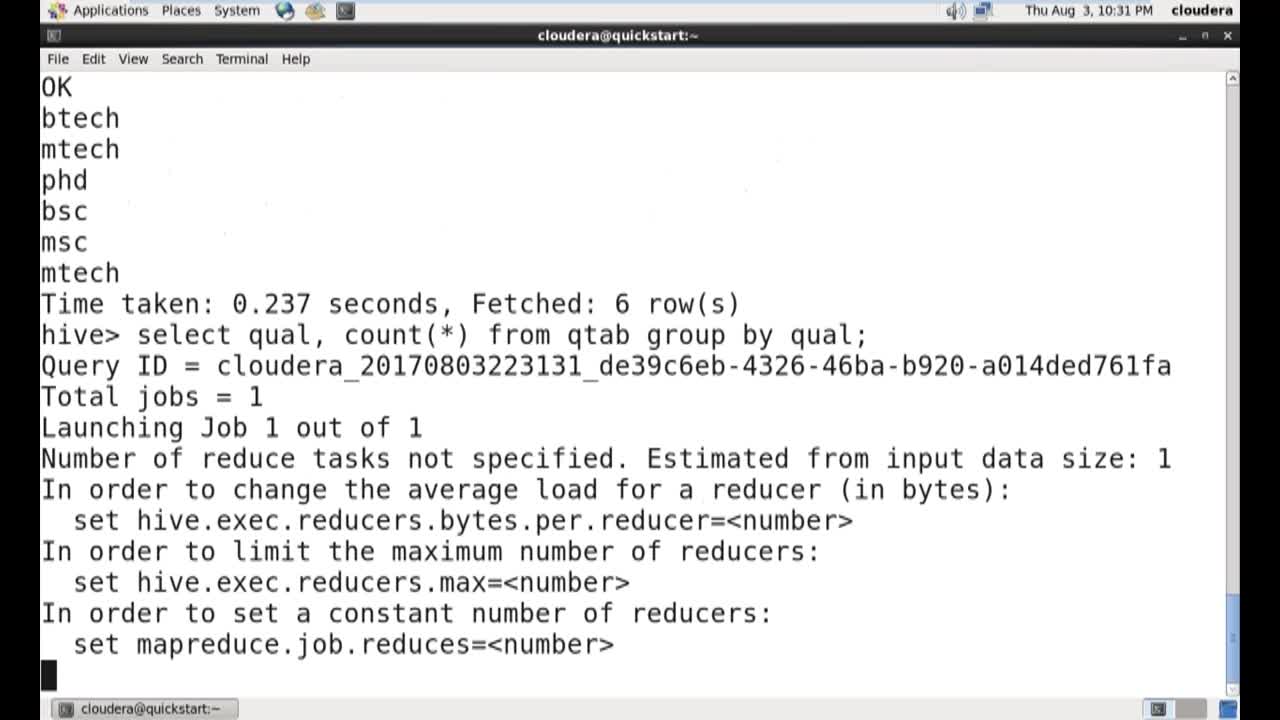 Applications Places System Thu Aug 3, 10:31 PM cloudera
cloudera@quickstart:~
File Edit View Search Terminal Help
OK
btech
mtech
phd
bsc
msc
mtech
Time taken: 0.237 seconds, Fetched: 6 row(s)
hive> select qual, count(*) from qtab group by qual;
Query ID = cloudera_20170803223131_de39c6eb-4326-46ba-b920-a014ded761fa
Total jobs = 1
Launching Job 1 out of 1
Number of reduce tasks not specified. Estimated from input data size: 1
In order to change the average load for a reducer (in bytes):
  set hive.exec.reducers.bytes.per.reducer=<number>
In order to limit the maximum number of reducers:
  set hive.exec.reducers.max=<number>
In order to set a constant number of reducers:
  set mapreduce.job.reduces=<number>
cloudera@quickstart:~